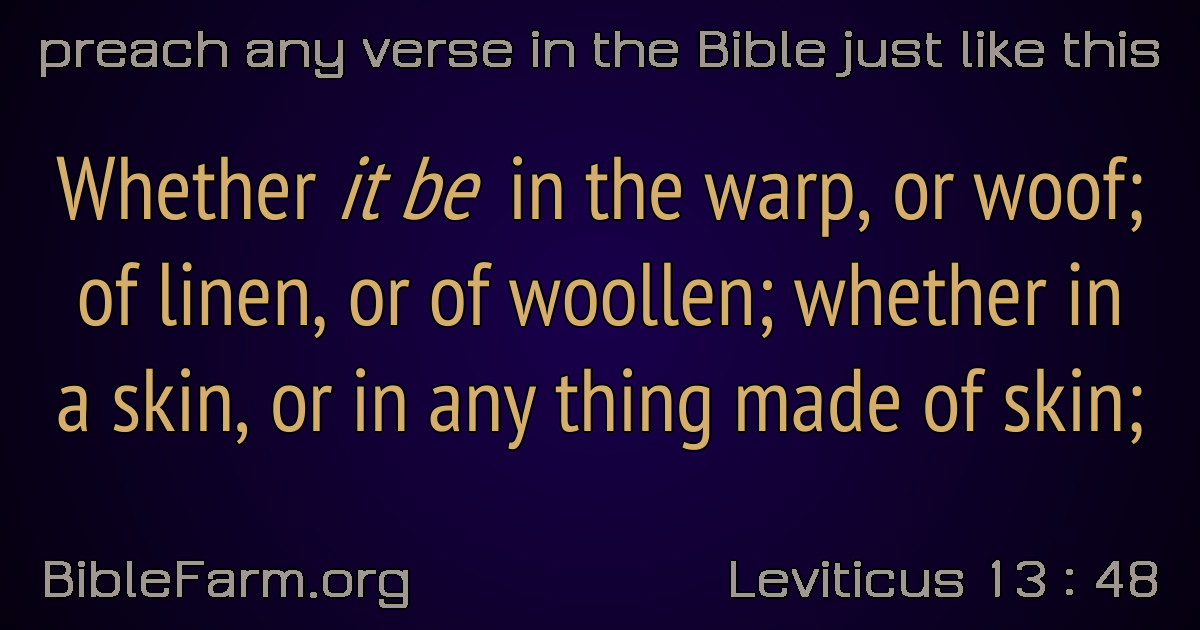 preach any verse in the Bible just like this
Whether it be in the warp, or woof;
of linen, or of woollen; whether in
a skin, or in any thing made of skin;
BibleFarm.org
Leviticus 13 : 48